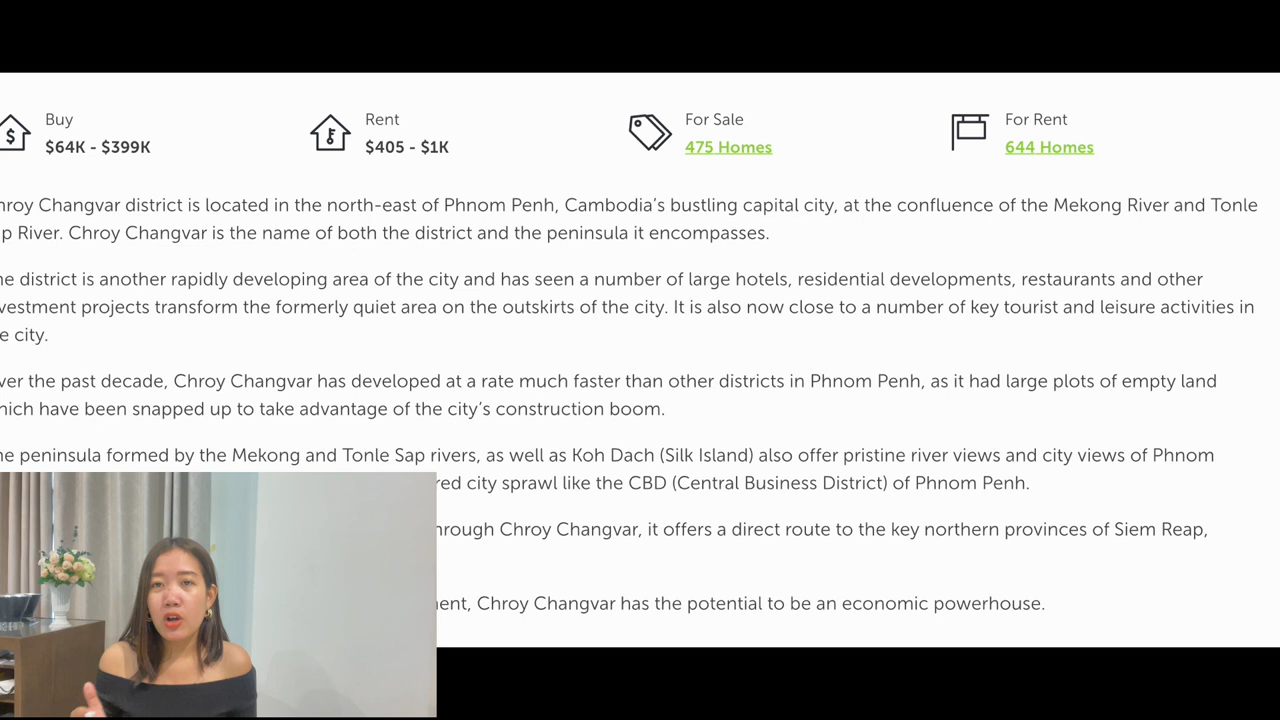 Buy
$64K - $399K
Rent
$405 - $1K
For Sale
475 Homes
For Rent
644 Homes
hroy Changvar district is located in the north-east of Phnom Penh, Cambodia’s bustling capital city, at the confluence of the Mekong River and Tonle
p River. Chroy Changvar is the name of both the district and the peninsula it encompasses.
he district is another rapidly developing area of the city and has seen a number of large hotels, residential developments, restaurants and other
vestment projects transform the formerly quiet area on the outskirts of the city. It is also now close to a number of key tourist and leisure activities in
e city.
ver the past decade, Chroy Changvar has developed at a rate much faster than other districts in Phnom Penh, as it had large plots of empty land
hich have been snapped up to take advantage of the city’s construction boom.
he peninsula formed by the Mekong and Tonle Sap rivers, as well as Koh Dach (Silk Island) also offer pristine river views and city views of Phnom
red city sprawl like the CBD (Central Business District) of Phnom Penh.
hrough Chroy Changvar, it offers a direct route to the key northern provinces of Siem Reap,
ent, Chroy Changvar has the potential to be an economic powerhouse.